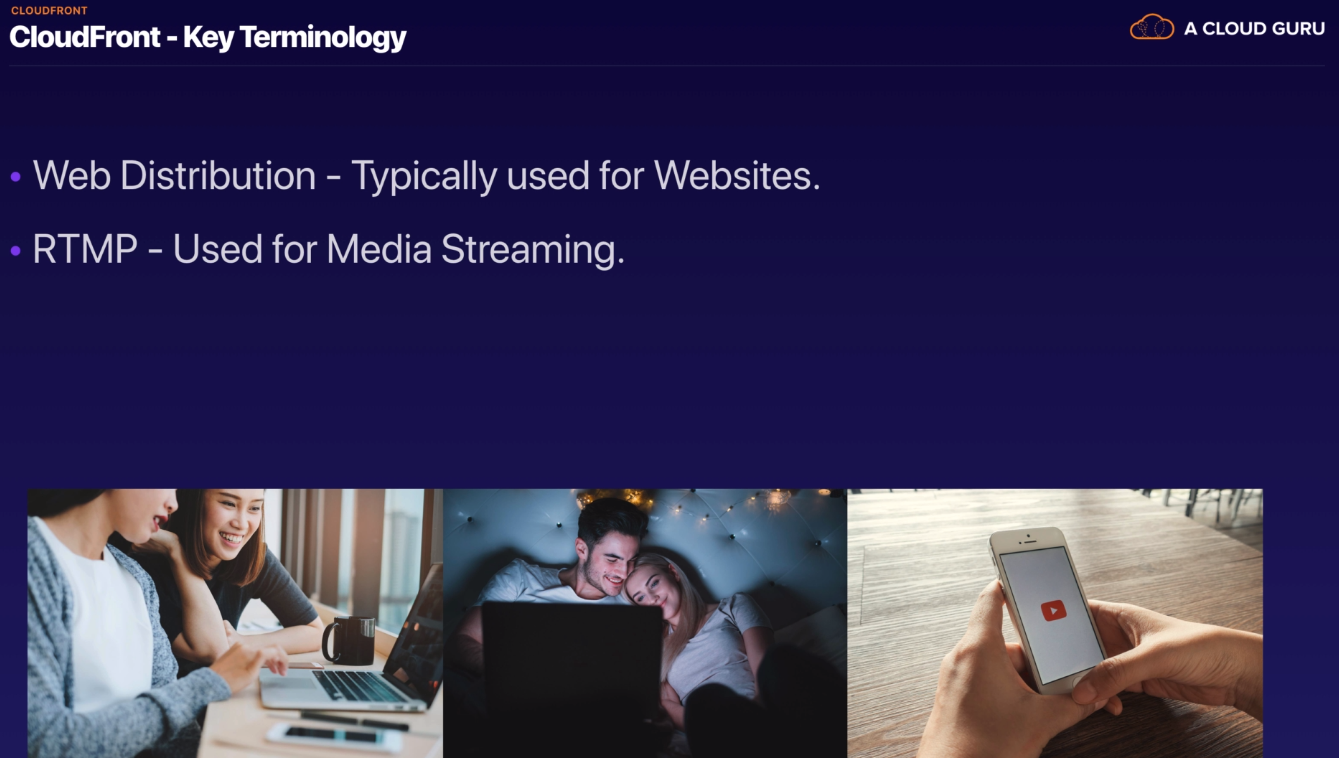 CLOUDFRONT
CloudFront - Key Terminology
A CLOUD GURU
• Web Distribution - Typically used for Websites.
• RTMP - Used for Media Streaming.